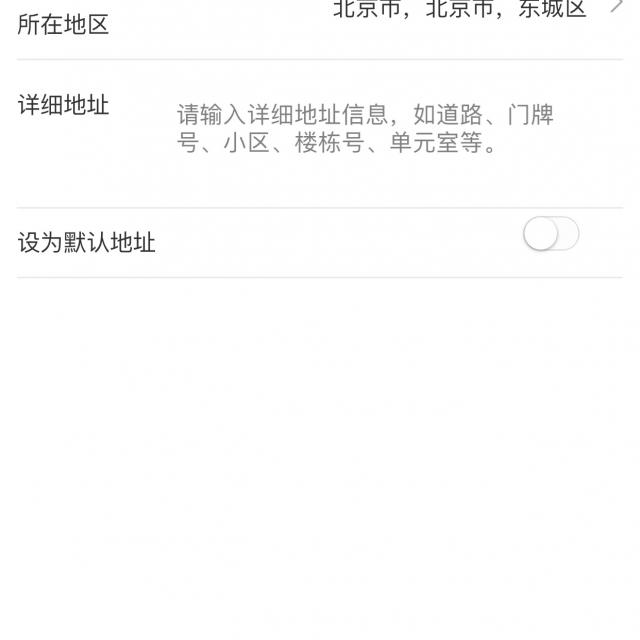 北京市，北京市，东城区
所在地区
详细地址
请输入详细地址信息，如道路、门牌
号、小区、楼栋号、单元室等。
设为默认地址